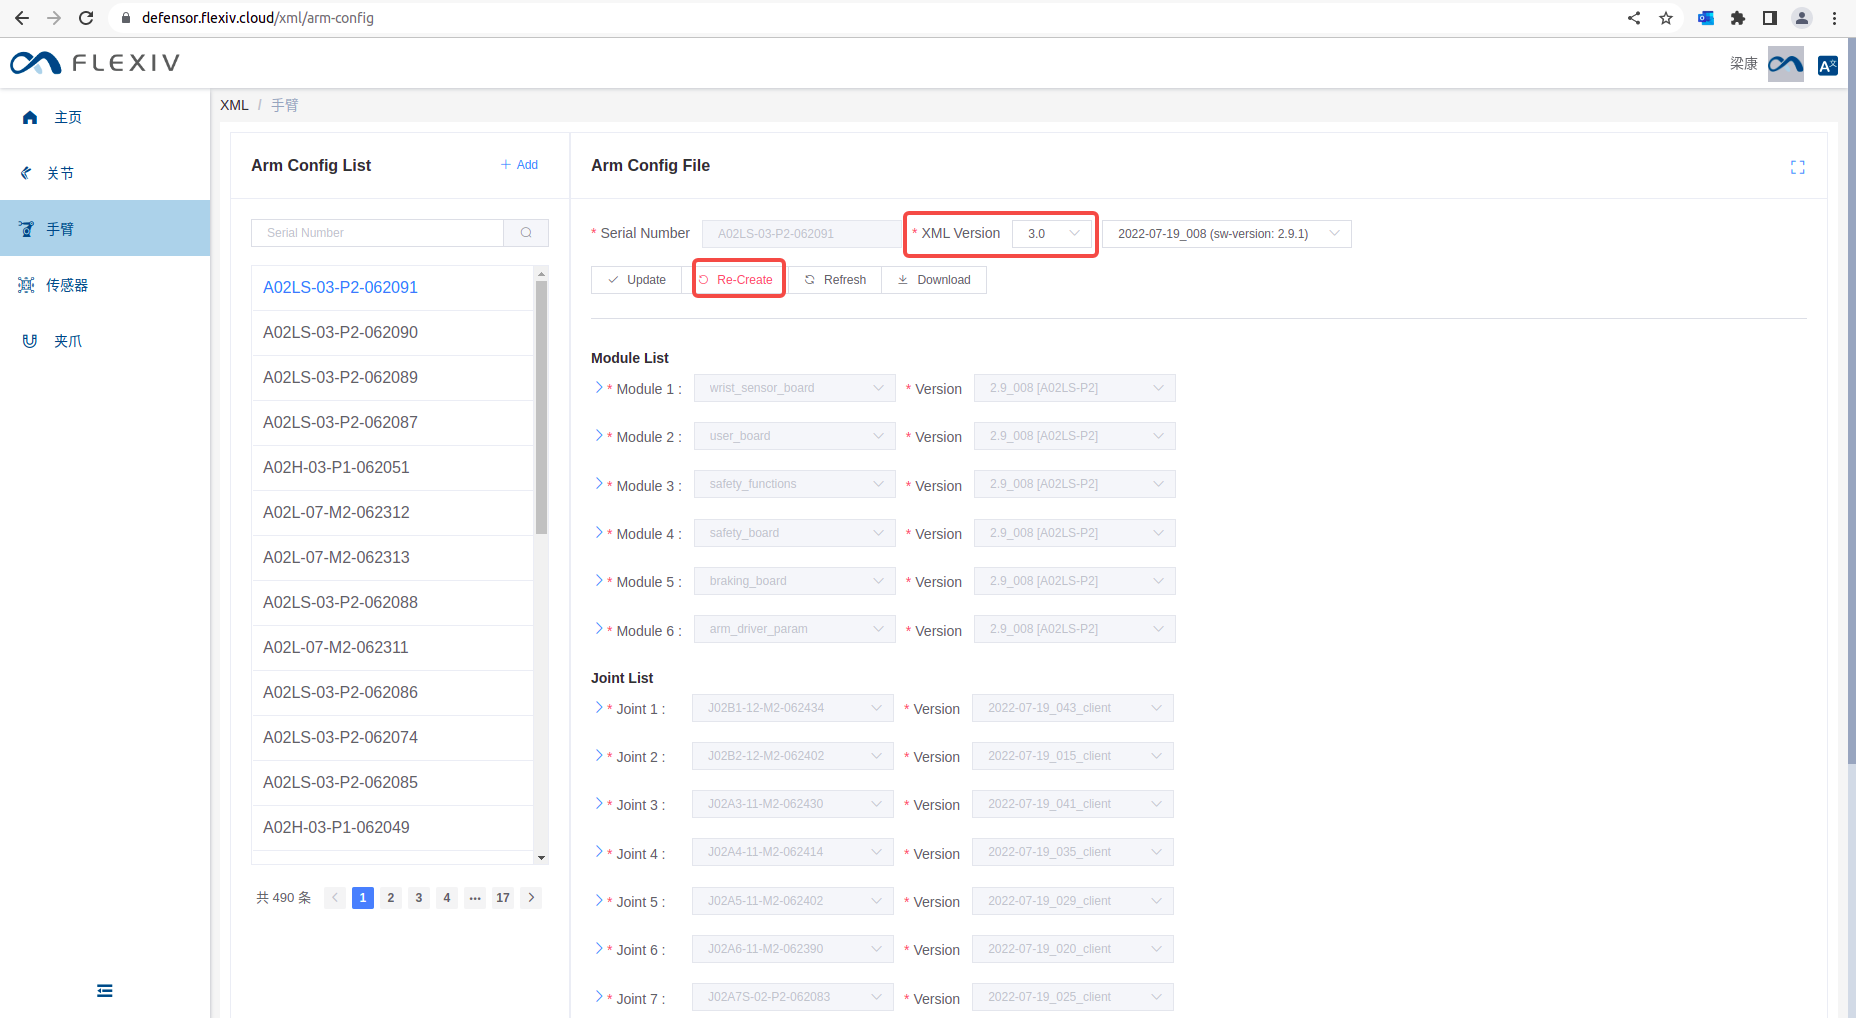 defensor.flexiv.cloud/xml/arm-config
FLEXIV
梁康
主页
关节
手臂
传感器
夹爪
XML / 手臂
Arm Config List
+ Add
Serial Number
A02LS-03-P2-062091
A02LS-03-P2-062090
A02LS-03-P2-062089
A02LS-03-P2-062087
A02H-03-P1-062051
A02L-07-M2-062312
A02L-07-M2-062313
A02LS-03-P2-062088
A02L-07-M2-062311
A02LS-03-P2-062086
A02LS-03-P2-062074
A02LS-03-P2-062085
A02H-03-P1-062049
共 490 条 1 2 3 4 ··· 17
Arm Config File
* Serial Number A02LS-03-P2-062091 * XML Version 3.0 2022-07-19_008 (sw-version: 2.9.1)
Update Re-Create Refresh Download
Module List
* Module 1 : wrist_sensor_board * Version 2.9_008 [A02LS-P2]
* Module 2 : user_board * Version 2.9_008 [A02LS-P2]
* Module 3 : safety_functions * Version 2.9_008 [A02LS-P2]
* Module 4 : safety_board * Version 2.9_008 [A02LS-P2]
* Module 5 : braking_board * Version 2.9_008 [A02LS-P2]
* Module 6 : arm_driver_param * Version 2.9_008 [A02LS-P2]
Joint List
* Joint 1 : J02B1-12-M2-062434 * Version 2022-07-19_043_client
* Joint 2 : J02B2-12-M2-062402 * Version 2022-07-19_015_client
* Joint 3 : J02A3-11-M2-062430 * Version 2022-07-19_041_client
* Joint 4 : J02A4-11-M2-062414 * Version 2022-07-19_035_client
* Joint 5 : J02A5-11-M2-062402 * Version 2022-07-19_029_client
* Joint 6 : J02A6-11-M2-062390 * Version 2022-07-19_020_client
* Joint 7 : J02A7S-02-P2-062083 * Version 2022-07-19_025_client